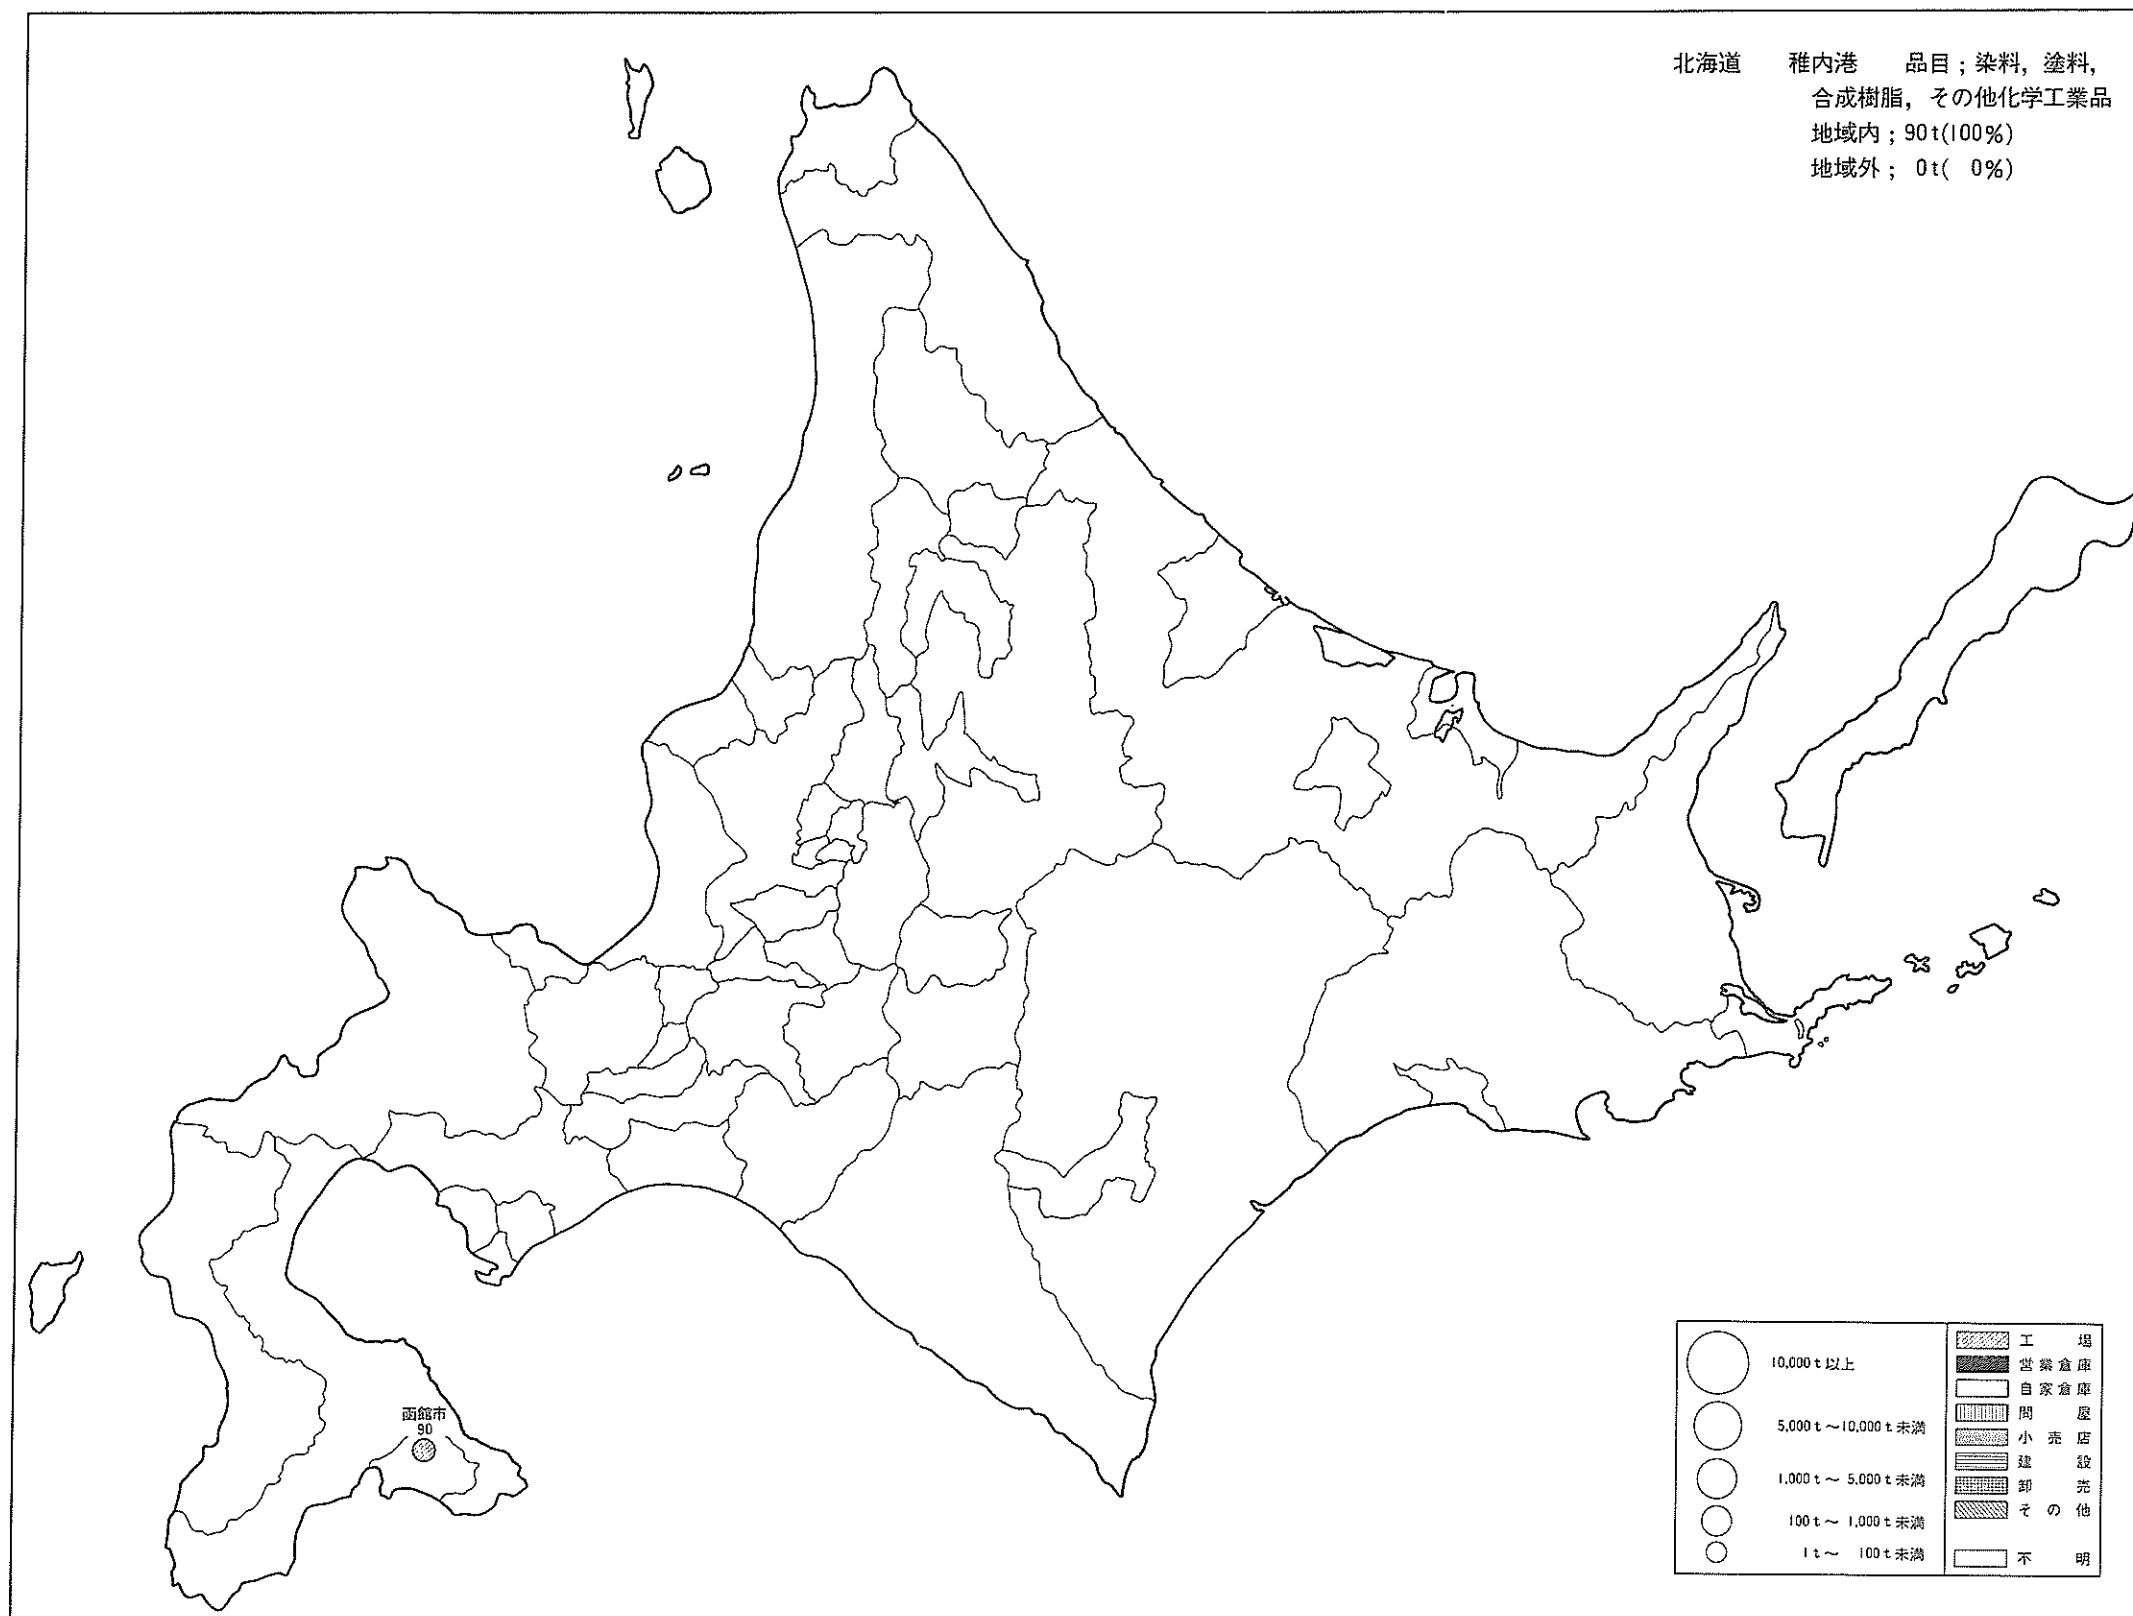 北海道　稚内港　品目；染料，塗料，
合成樹脂，その他化学工業品
地域内；90t(100%)
地域外； 0t( 0%)
函館市
90
10,000t以上
5,000t～10,000t未満
1,000t～ 5,000t未満
100t～ 1,000t未満
1t～ 100t未満
工場
営業倉庫
自家倉庫
問屋
小売店
建設
卸売
その他
不明